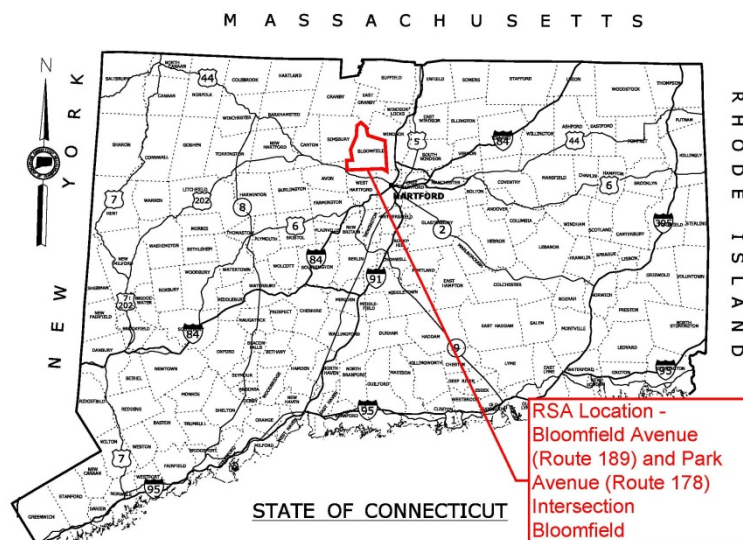 MASSACHUSETTS
N
NEW YORK
RHODE ISLAND
SALISBURY
NORTH CANAAN
44
COLEBROOK
HARTLAND
SUFFIELD
ENFIELD
SOMERS
STAFFORD
UNION
WOODSTOCK
THOMPSON
CANAAN
NORFOLK
GRANBY
EAST GRANBY
WINDSOR LOCKS
EAST WINDSOR
ELLINGTON
WILLINGTON
ASHFORD
EASTFORD
POMFRET
PUTNAM
KILLINGLY
WINCHESTER
BARKHAMSTED
SIMSBURY
BLOOMFIELD
WINDSOR
5
SOUTH WINDSOR
VERNON
84
44
SHARON
CORNWALL
GOSHEN
TORRINGTON
NEW HARTFORD
CANTON
AVON
WEST HARTFORD
HARTFORD
MANCHESTER
BOLTON
COVENTRY
MANSFIELD
CHAPLIN
HAMPTON
BROOKLYN
STERLING
7
KENT
WARREN
LITCHFIELD
202
8
HARWINTON
BURLINGTON
FARMINGTON
6
BRISTOL
PLAINVILLE
NEW BRITAIN
2
ANDOVER
COLUMBIA
HEBRON
WINDHAM
SCOTLAND
CANTERBURY
6
395
MORRIS
THOMASTON
PLYMOUTH
WASHINGTON
BETHLEHEM
WATERTOWN
WOLCOTT
84
BERLIN
CROMWELL
PORTLAND
EAST HAMPTON
MARLBOROUGH
LEBANON
FRANKLIN
SPRAGUE
LISBON
GRISWOLD
VOLUNTOWN
NEW MILFORD
ROXBURY
WOODBURY
WATERBURY
91
MERIDEN
MIDDLETOWN
COLCHESTER
BOZRAH
NORWICH
PRESTON
SHERMAN
7
202
NEW FAIRFIELD
BRIDGEWATER
MIDDLEBURY
NAUGATUCK
PROSPECT
CHESHIRE
WALLINGFORD
DURHAM
HADDAM
EAST HADDAM
SALEM
MONTVILLE
LEDYARD
NORTH STONINGTON
BROOKFIELD
84
OXFORD
BEACON FALLS
BETHANY
9
CHESTER
DANBURY
BETHEL
NEWTOWN
SEYMOUR
HAMDEN
NORTH HAVEN
NORTH BRANFORD
MADISON
KILLINGWORTH
DEEP RIVER
ESSEX
LYME
EAST LYME
WATERFORD
GROTON
95
RIDGEFIELD
REDDING
MONROE
SHELTON
WOODBRIDGE
ORANGE
GUILFORD
WESTBROOK
CLINTON
1
EASTON
TRUMBULL
MILFORD
95
WILTON
WESTON
7
FAIRFIELD
NEW CANAAN
WESTPORT
NORWALK
95
STAMFORD
DARIEN
GREENWICH
STATE OF CONNECTICUT
RSA Location -
Bloomfield Avenue
(Route 189) and Park
Avenue (Route 178)
Intersection
Bloomfield